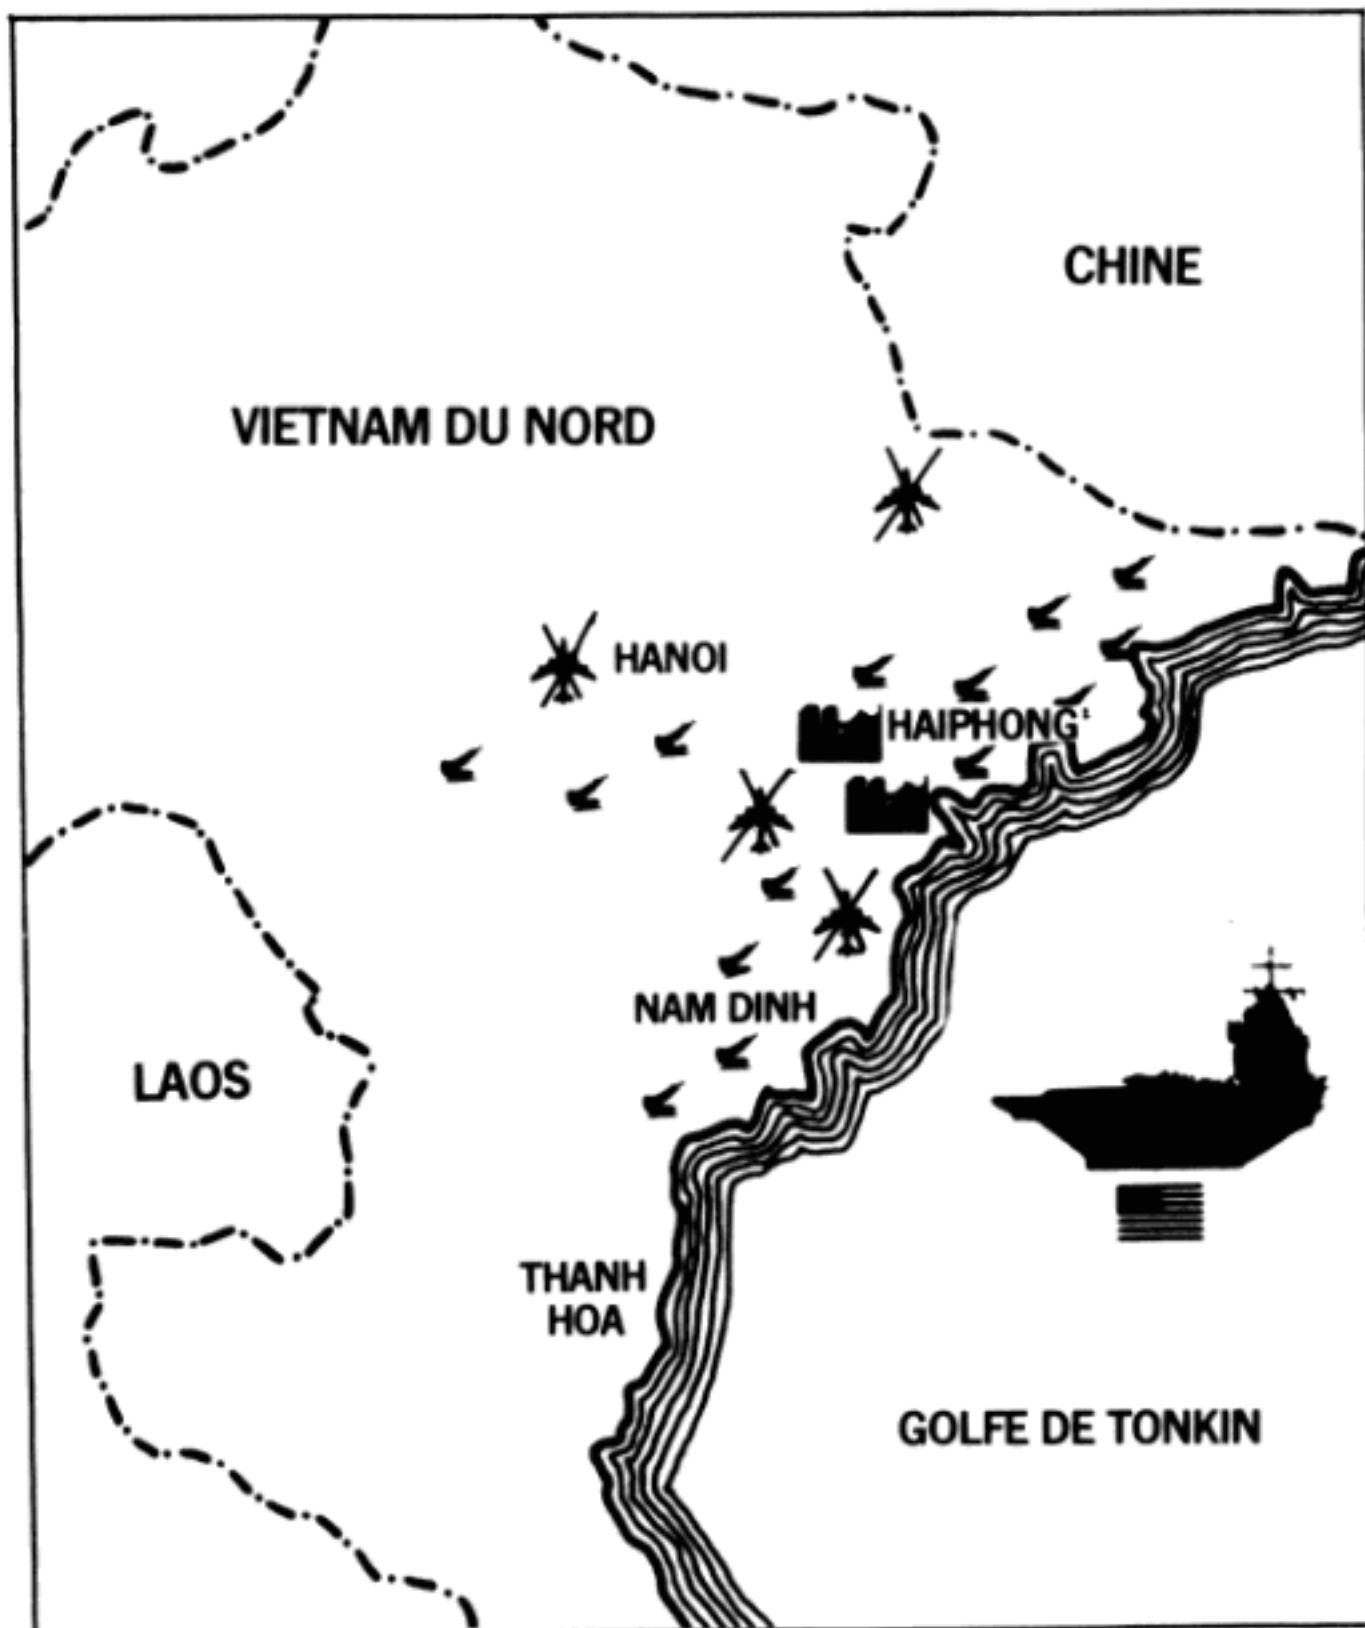 CHINE
VIETNAM DU NORD
HANOI
HAIPHONG
NAM DINH
LAOS
THANH
HOA
GOLFE DE TONKIN